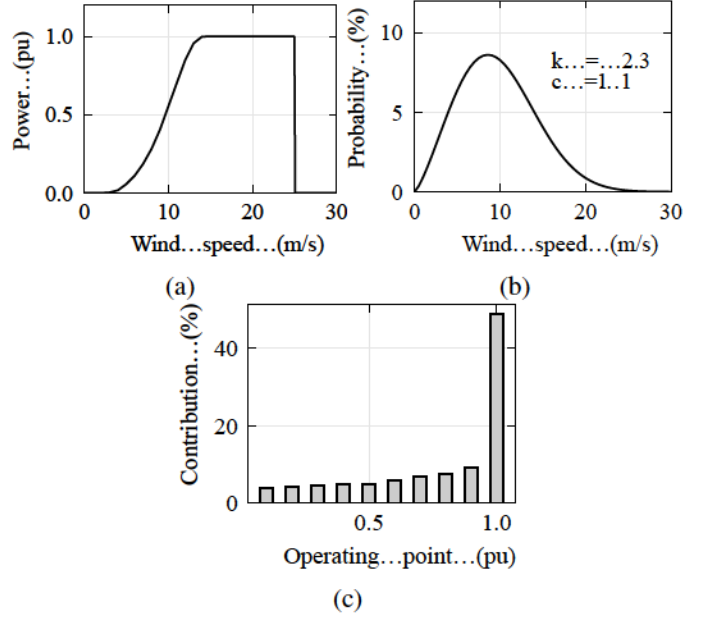 Power…(pu)
1.0
0.5
0.0
0 10 20 30
Wind…speed…(m/s)
(a)
Probability…(%)
10
5
0
k…=…2.3
c…=1..1
0 10 20 30
Wind…speed…(m/s)
(b)
Contribution…(%)
40
20
0
0.5 1.0
Operating…point…(pu)
(c)